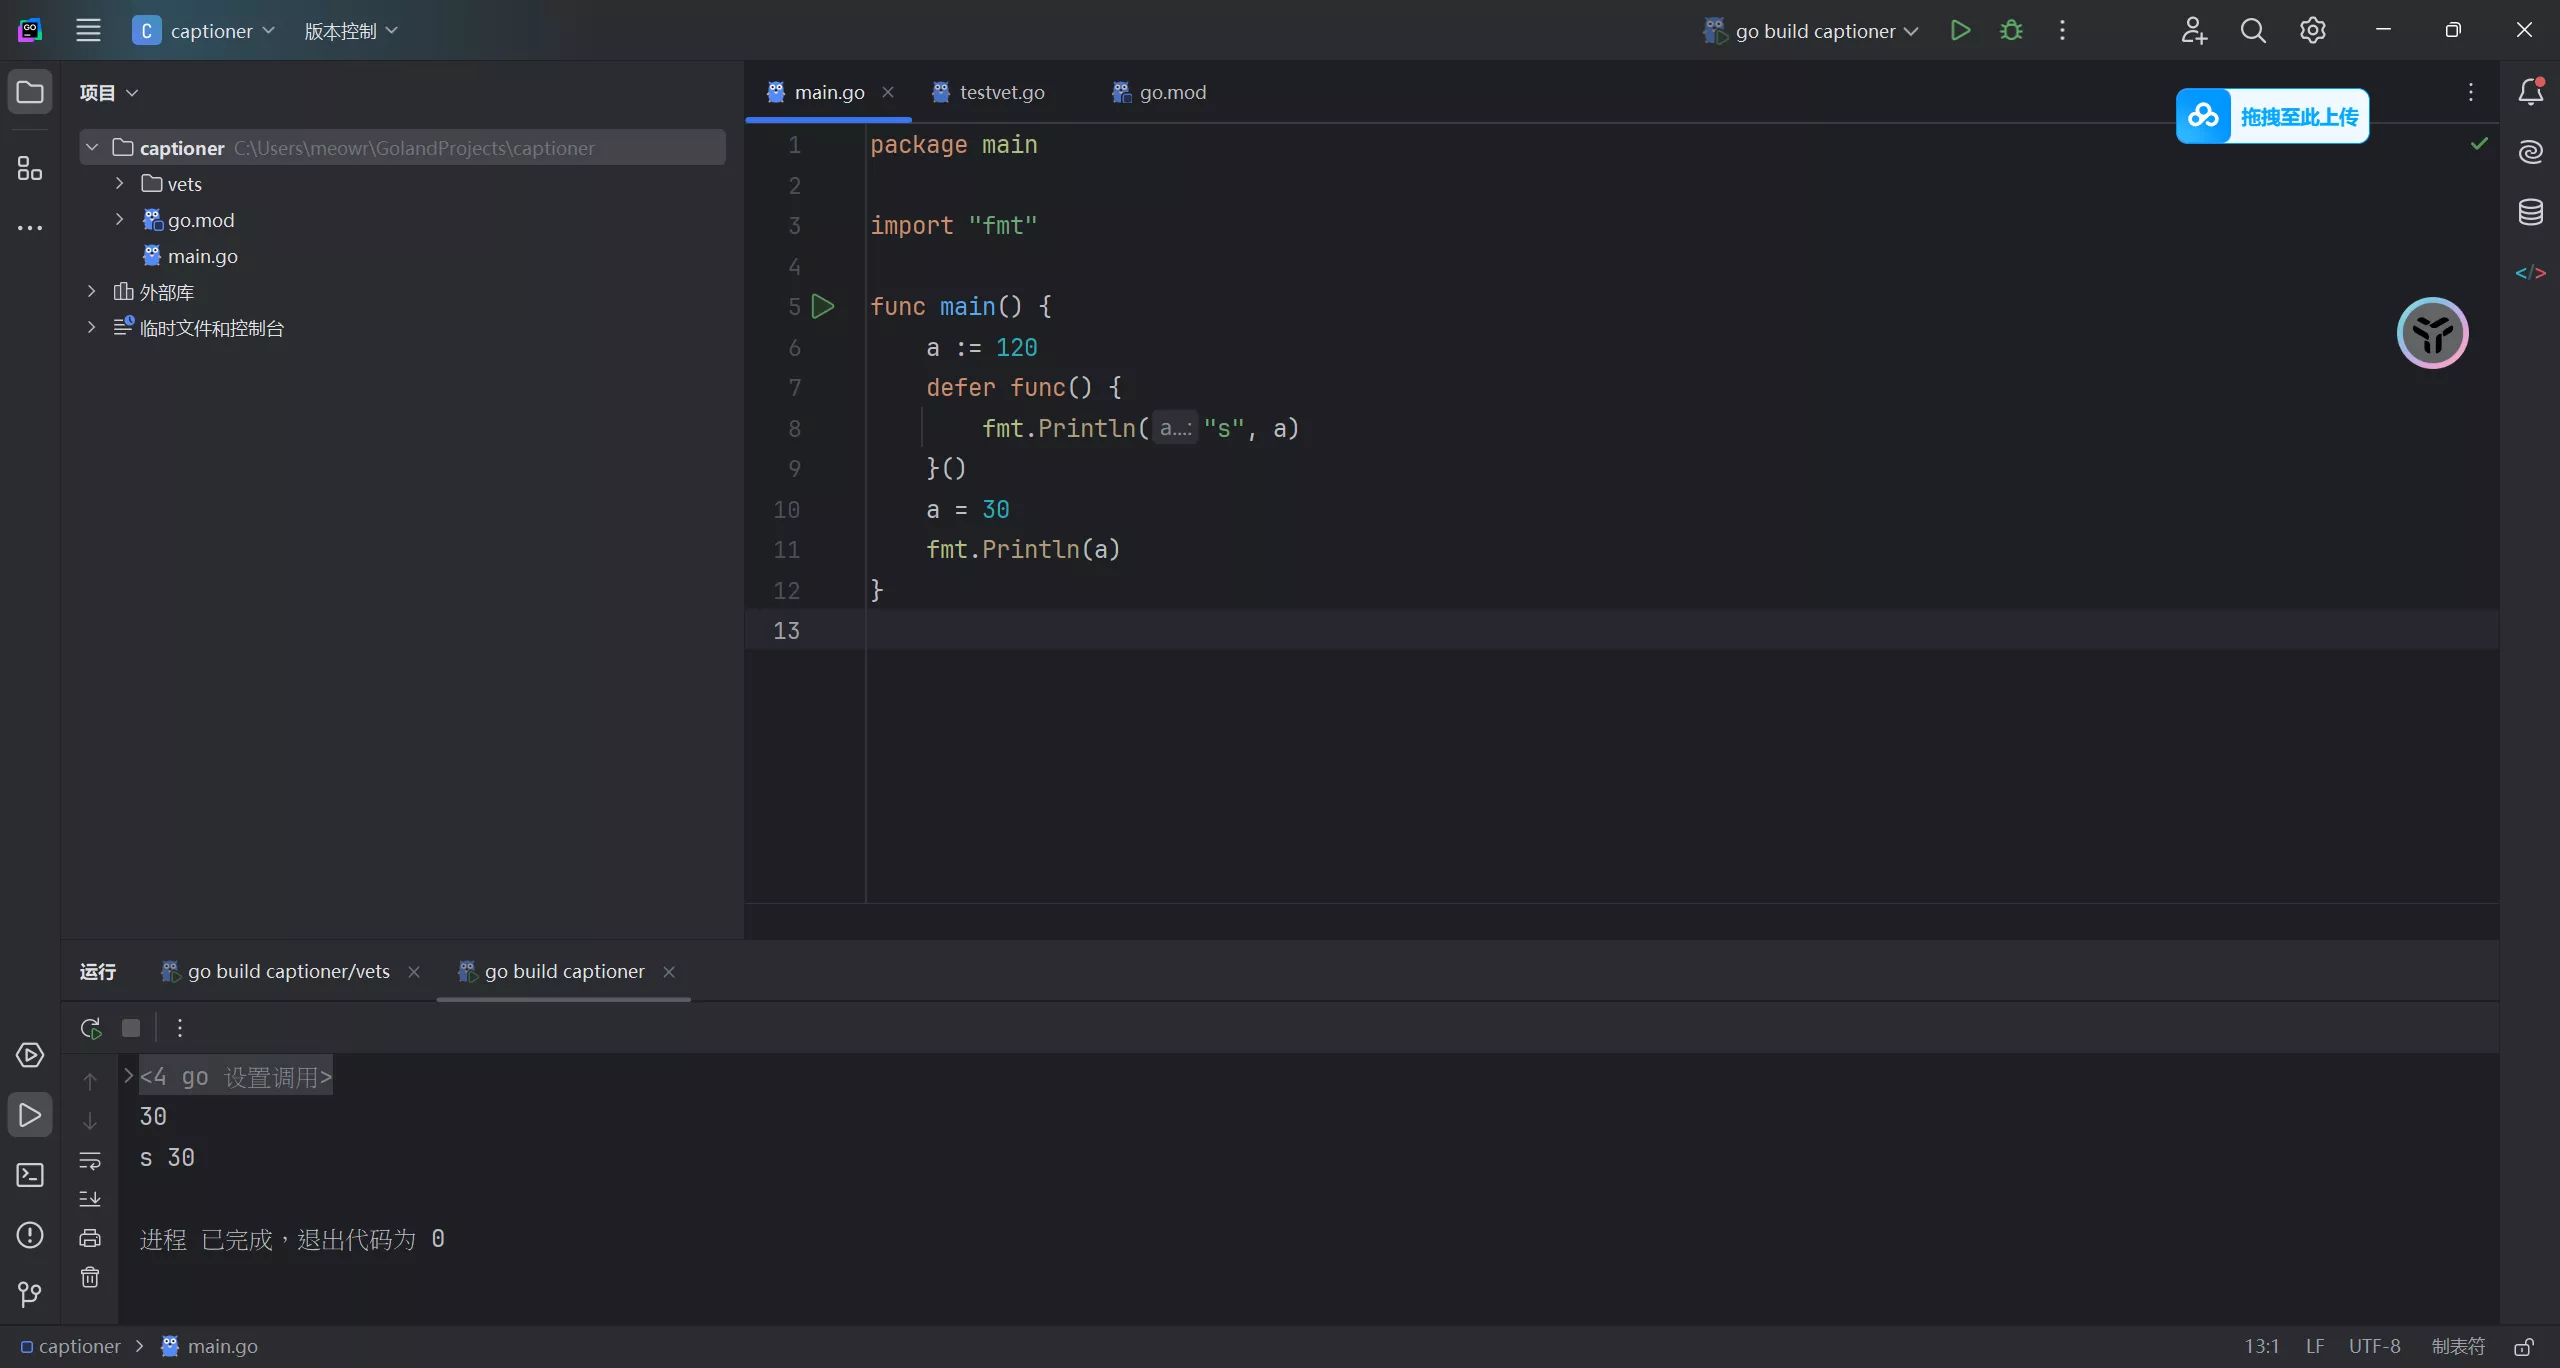 captioner
版本控制
go build captioner
项目
main.go
testvet.go
go.mod
拖拽至此上传
captioner C:\Users\meowr\GolandProjects\captioner
vets
go.mod
main.go
外部库
临时文件和控制台
1 package main
2
3 import "fmt"
4
5 func main() {
6 a := 120
7 defer func() {
8 fmt.Println( a...: "s", a)
9 }()
10 a = 30
11 fmt.Println(a)
12 }
13
运行
go build captioner/vets
go build captioner
<4 go 设置调用>
30
s 30
进程 已完成，退出代码为 0
captioner > main.go
13:1 LF UTF-8 制表符